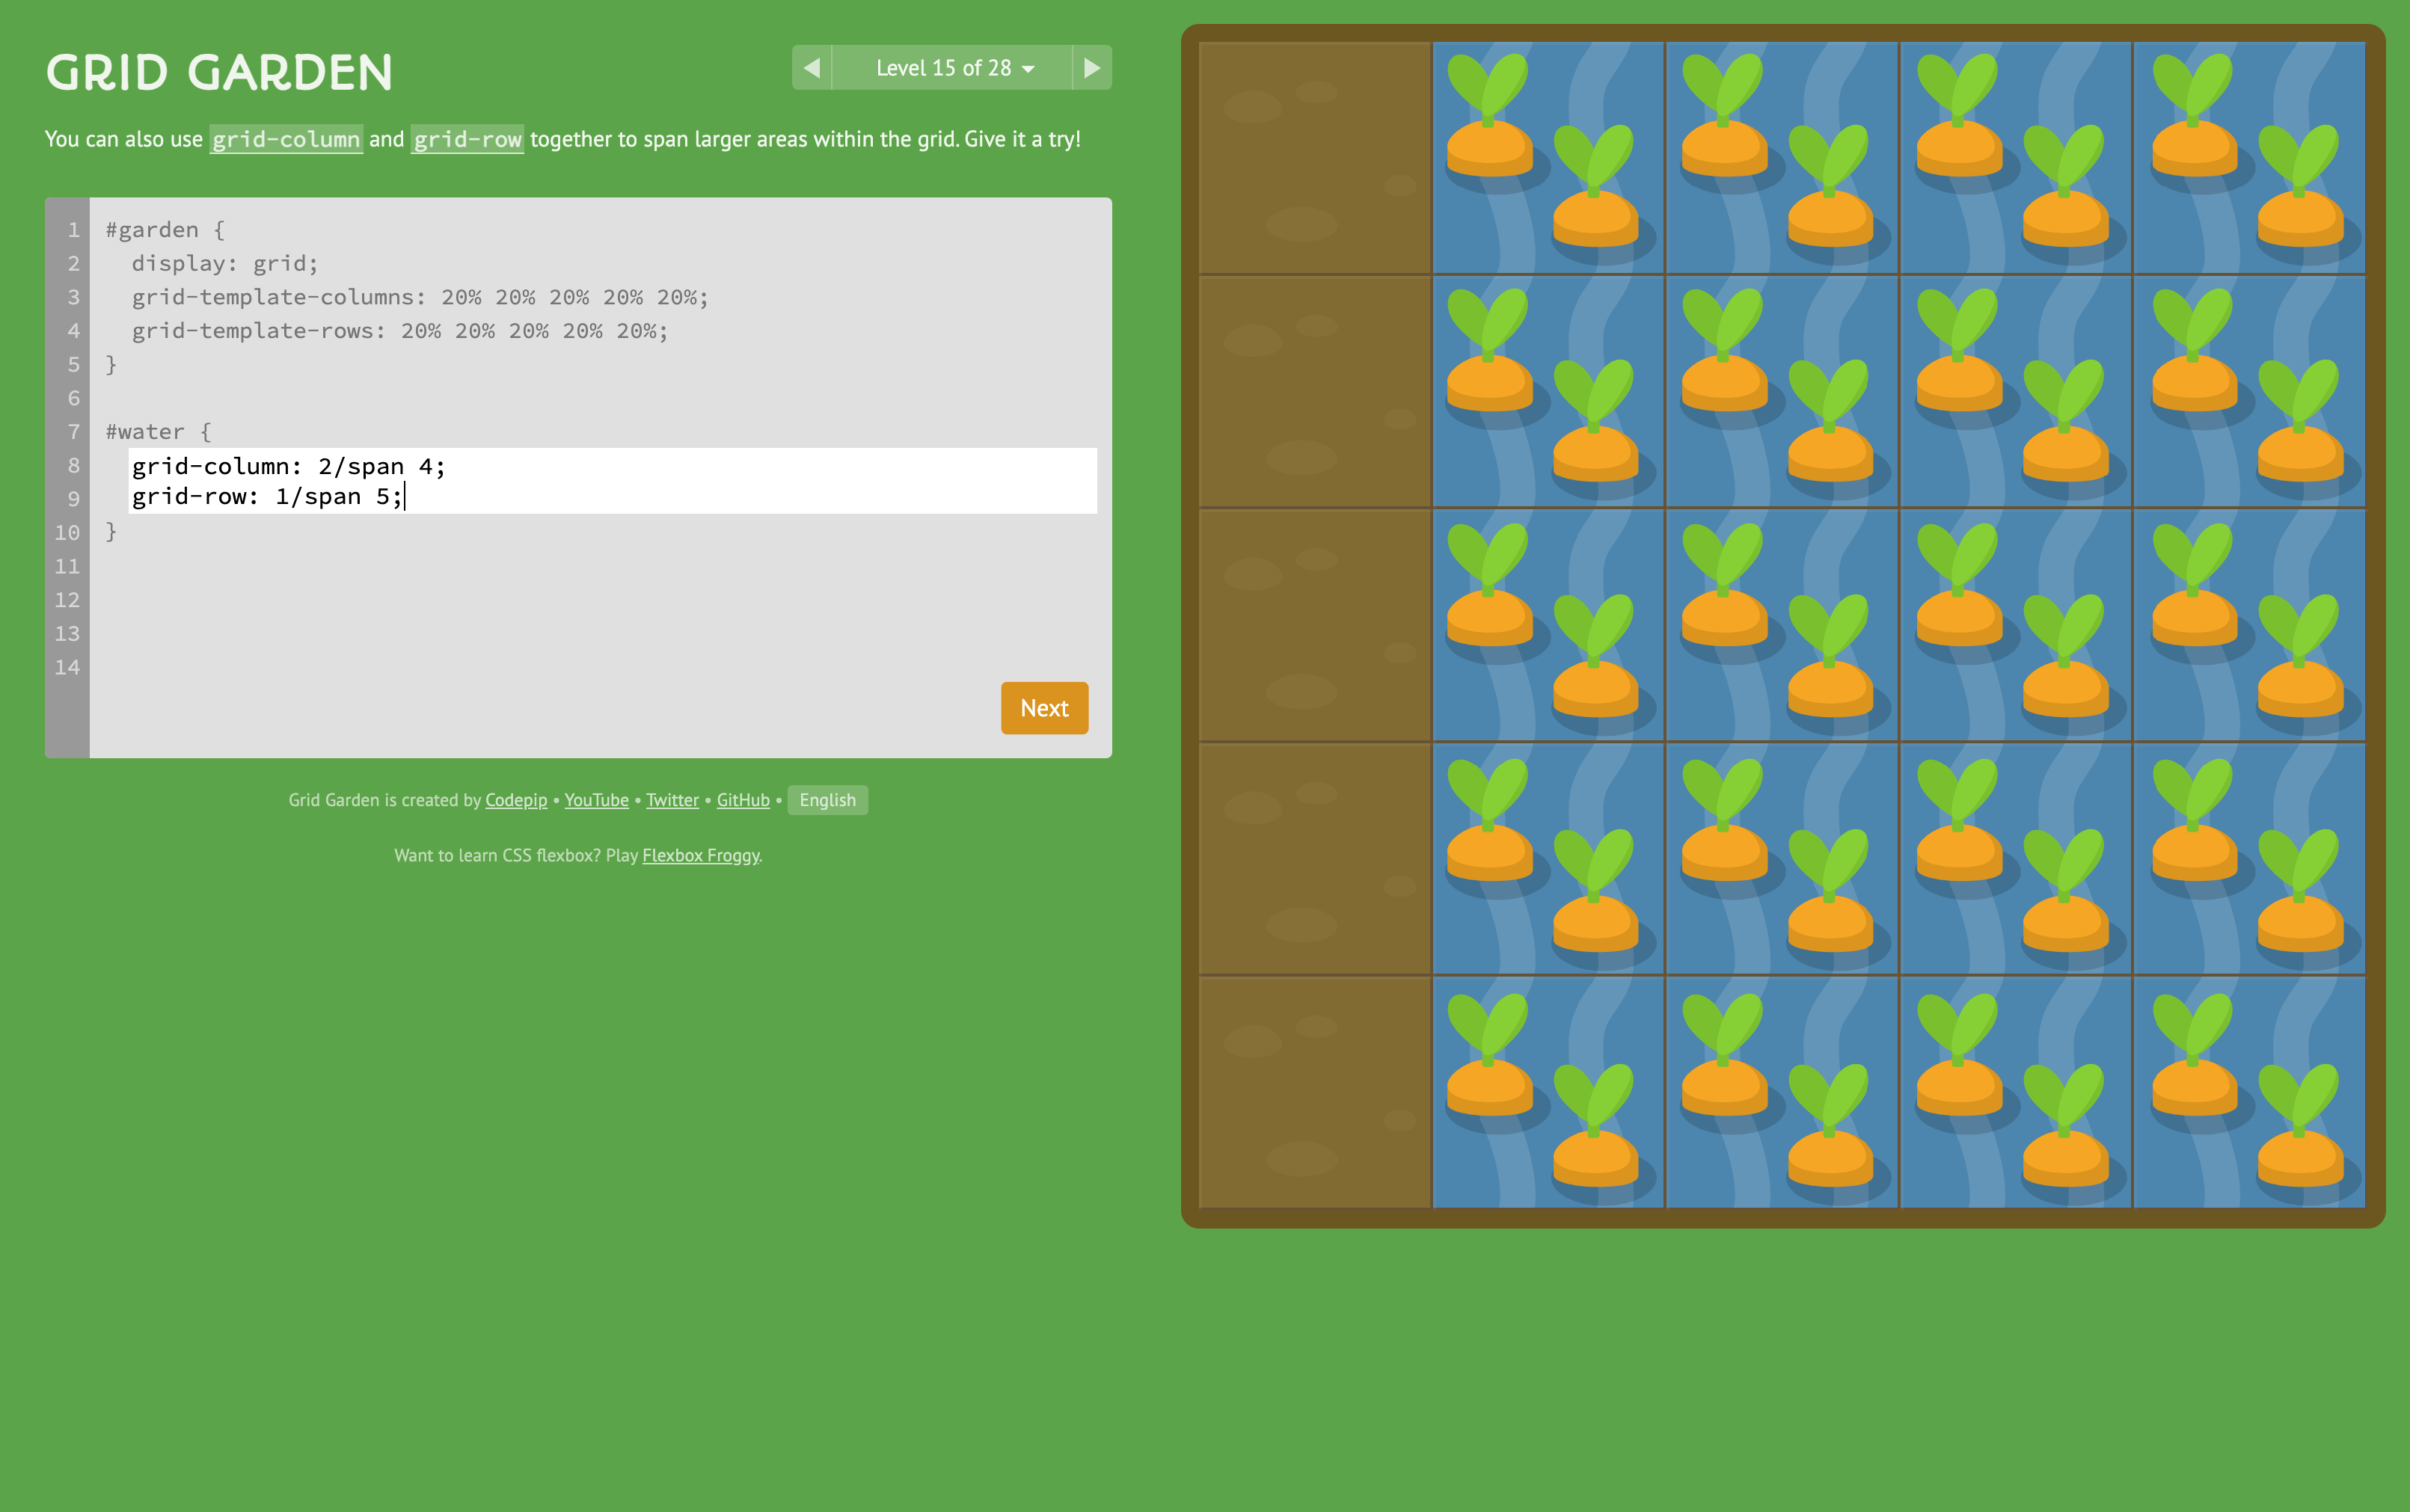 GRID GARDEN
Level 15 of 28
You can also use grid-column and grid-row together to span larger areas within the grid. Give it a try!
1 #garden {
2 display: grid;
3 grid-template-columns: 20% 20% 20% 20% 20%;
4 grid-template-rows: 20% 20% 20% 20% 20%;
5 }
6
7 #water {
8 grid-column: 2/span 4;
9 grid-row: 1/span 5;
10 }
11
12
13
14
Next
Grid Garden is created by Codepip • YouTube • Twitter • GitHub • English
Want to learn CSS flexbox? Play Flexbox Froggy.